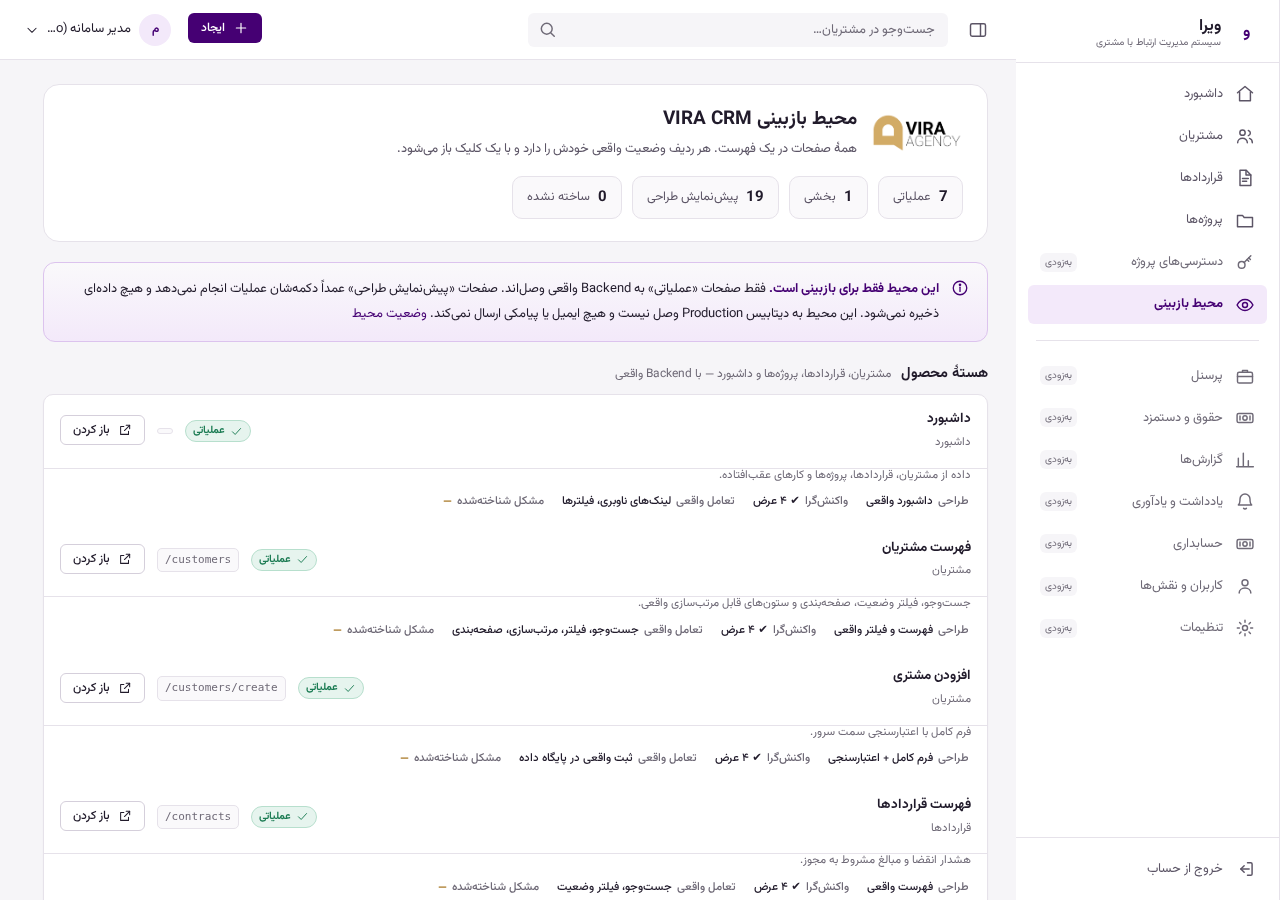 و
ویرا
سیستم مدیریت ارتباط با مشتری
داشبورد
مشتریان
قراردادها
پروژه‌ها
دسترسی‌های پروژه
به‌زودی
محیط بازبینی
پرسنل
به‌زودی
حقوق و دستمزد
به‌زودی
گزارش‌ها
به‌زودی
یادداشت و یادآوری
به‌زودی
حسابداری
به‌زودی
کاربران و نقش‌ها
به‌زودی
تنظیمات
به‌زودی
خروج از حساب
جست‌وجو در مشتریان...
ایجاد
م
مدیر سامانه (o...
VIRA
AGENCY
محیط بازبینی VIRA CRM
همهٔ صفحات در یک فهرست. هر ردیف وضعیت واقعی خودش را دارد و با یک کلیک باز می‌شود.
7 عملیاتی
1 بخشی
19 پیش‌نمایش طراحی
0 ساخته نشده
این محیط فقط برای بازبینی است. فقط صفحات «عملیاتی» به Backend واقعی وصل‌اند. صفحات «پیش‌نمایش طراحی» عمداً دکمه‌شان عملیات انجام نمی‌دهد و هیچ داده‌ای
ذخیره نمی‌شود. این محیط به دیتابیس Production وصل نیست و هیچ ایمیل یا پیامکی ارسال نمی‌کند. وضعیت محیط
هستهٔ محصول مشتریان، قراردادها، پروژه‌ها و داشبورد — با Backend واقعی
داشبورد
داشبورد
عملیاتی
باز کردن
داده از مشتریان، قراردادها، پروژه‌ها و کارهای عقب‌افتاده.
طراحی داشبورد واقعی واکنش‌گرا ✔ ۴ عرض تعامل واقعی لینک‌های ناوبری، فیلترها مشکل شناخته‌شده —
فهرست مشتریان
مشتریان
عملیاتی
/customers
باز کردن
جست‌وجو، فیلتر وضعیت، صفحه‌بندی و ستون‌های قابل مرتب‌سازی واقعی.
طراحی فهرست و فیلتر واقعی واکنش‌گرا ✔ ۴ عرض تعامل واقعی جست‌وجو، فیلتر، مرتب‌سازی، صفحه‌بندی مشکل شناخته‌شده —
افزودن مشتری
مشتریان
عملیاتی
/customers/create
باز کردن
فرم کامل با اعتبارسنجی سمت سرور.
طراحی فرم کامل + اعتبارسنجی واکنش‌گرا ✔ ۴ عرض تعامل واقعی ثبت واقعی در پایگاه داده مشکل شناخته‌شده —
فهرست قراردادها
قراردادها
عملیاتی
/contracts
باز کردن
هشدار انقضا و مبالغ مشروط به مجوز.
طراحی فهرست واقعی واکنش‌گرا ✔ ۴ عرض تعامل واقعی جست‌وجو، فیلتر وضعیت مشکل شناخته‌شده —